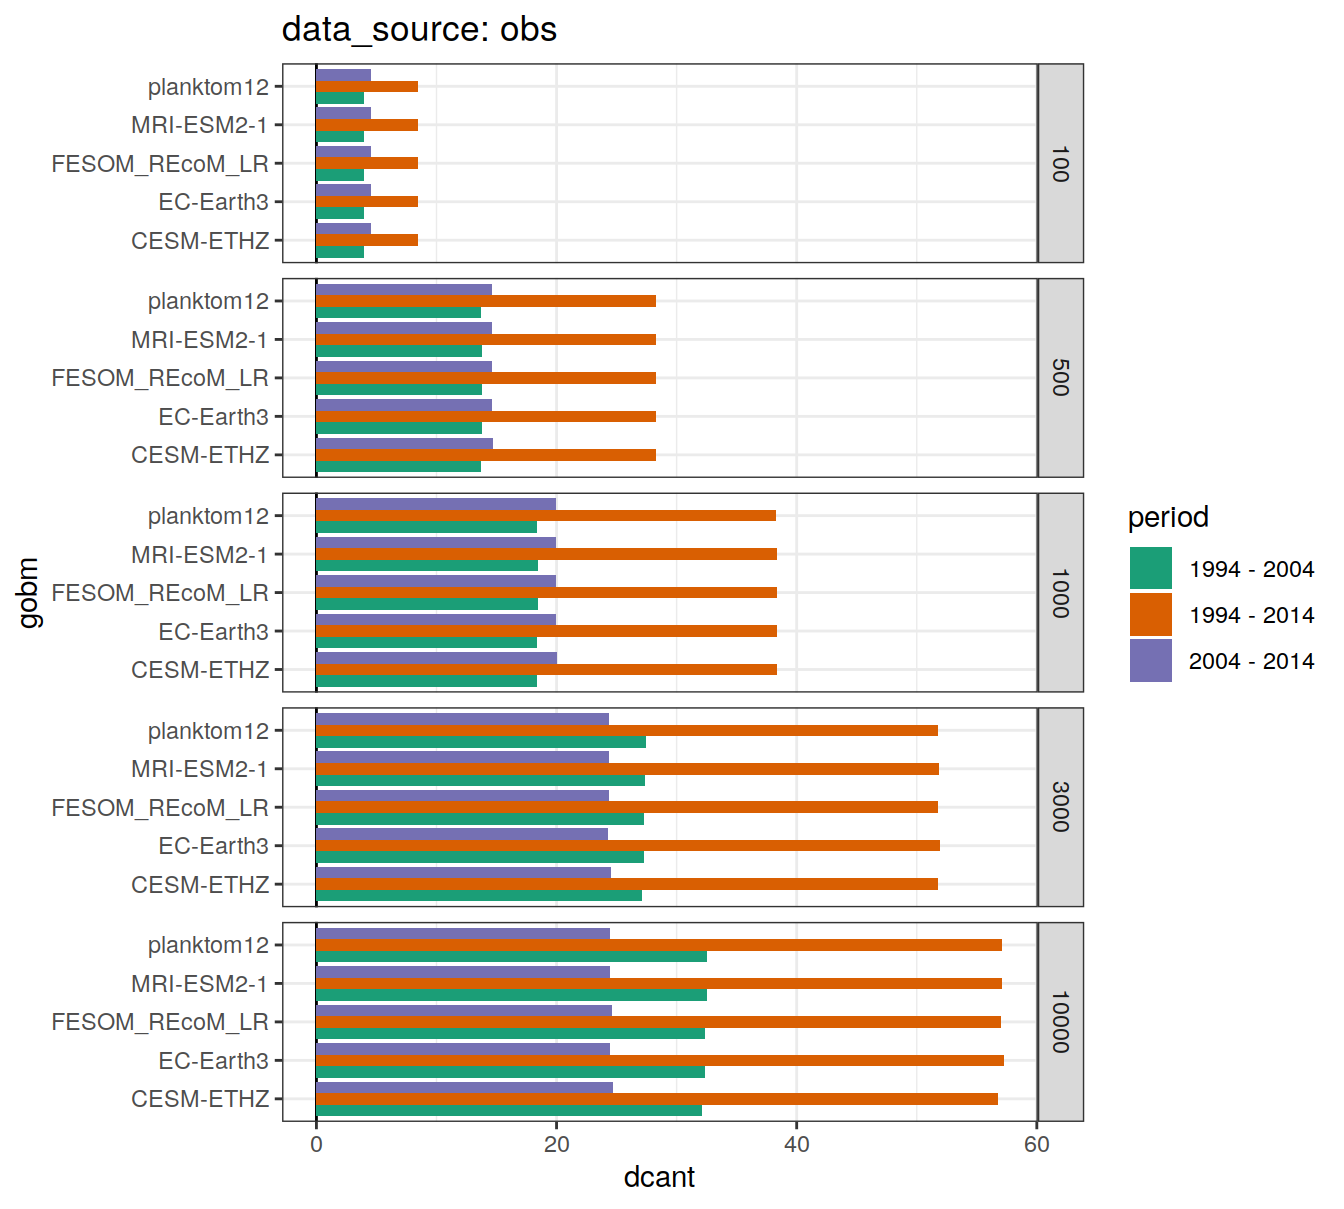 data_source: obs
planktom12
MRI-ESM2-1
FESOM_REcoM_LR
EC-Earth3
CESM-ETHZ
100
planktom12
MRI-ESM2-1
FESOM_REcoM_LR
EC-Earth3
CESM-ETHZ
500
planktom12
MRI-ESM2-1
FESOM_REcoM_LR
EC-Earth3
CESM-ETHZ
1000
planktom12
MRI-ESM2-1
FESOM_REcoM_LR
EC-Earth3
CESM-ETHZ
3000
planktom12
MRI-ESM2-1
FESOM_REcoM_LR
EC-Earth3
CESM-ETHZ
10000
gobm
0 20 40 60
dcant
period
1994 - 2004
1994 - 2014
2004 - 2014